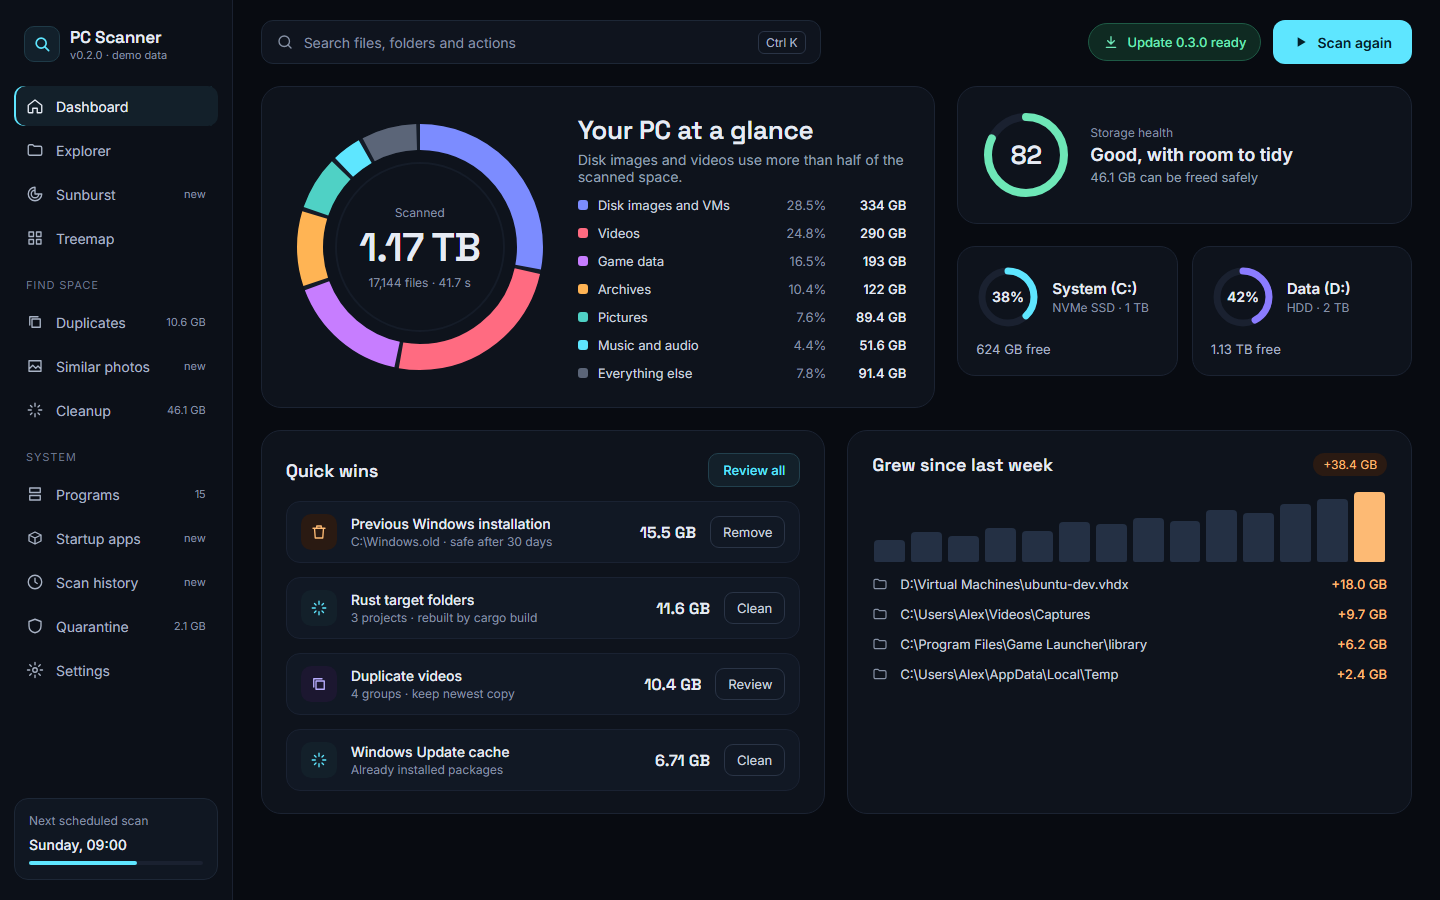 PC Scanner
v0.2.0 · demo data
Dashboard
Explorer
Sunburst new
Treemap
FIND SPACE
Duplicates 10.6 GB
Similar photos new
Cleanup 46.1 GB
SYSTEM
Programs 15
Startup apps new
Scan history new
Quarantine 2.1 GB
Settings
Next scheduled scan
Sunday, 09:00
Search files, folders and actions Ctrl K
Update 0.3.0 ready
Scan again
Scanned
1.17 TB
17,144 files · 41.7 s
Your PC at a glance
Disk images and videos use more than half of the
scanned space.
Disk images and VMs 28.5% 334 GB
Videos 24.8% 290 GB
Game data 16.5% 193 GB
Archives 10.4% 122 GB
Pictures 7.6% 89.4 GB
Music and audio 4.4% 51.6 GB
Everything else 7.8% 91.4 GB
82
Storage health
Good, with room to tidy
46.1 GB can be freed safely
38%
System (C:)
NVMe SSD · 1 TB
624 GB free
42%
Data (D:)
HDD · 2 TB
1.13 TB free
Quick wins
Review all
Previous Windows installation
C:\Windows.old · safe after 30 days
15.5 GB
Remove
Rust target folders
3 projects · rebuilt by cargo build
11.6 GB
Clean
Duplicate videos
4 groups · keep newest copy
10.4 GB
Review
Windows Update cache
Already installed packages
6.71 GB
Clean
Grew since last week
+38.4 GB
D:\Virtual Machines\ubuntu-dev.vhdx +18.0 GB
C:\Users\Alex\Videos\Captures +9.7 GB
C:\Program Files\Game Launcher\library +6.2 GB
C:\Users\Alex\AppData\Local\Temp +2.4 GB